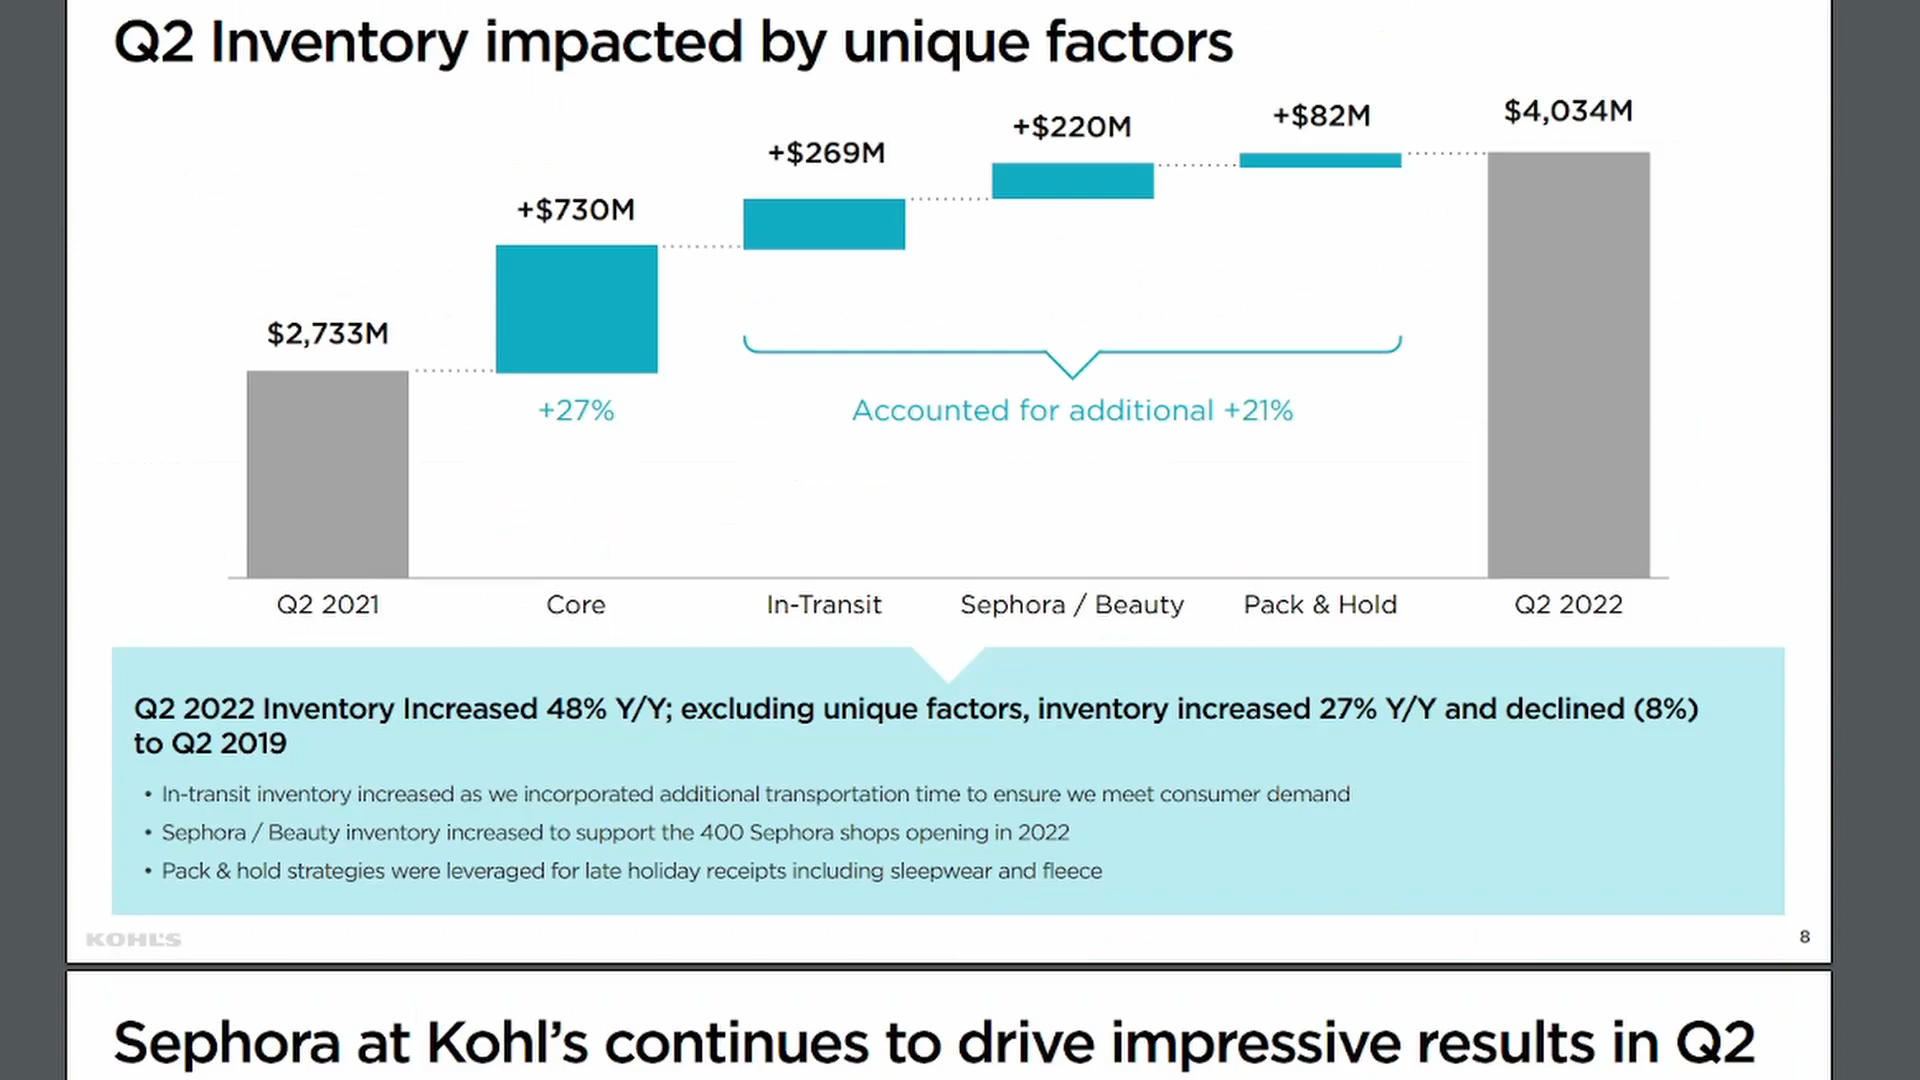 Q2 Inventory impacted by unique factors
$2,733M
+$730M
+$269M
+$220M
+$82M
$4,034M
+27%
Accounted for additional +21%
Q2 2021
Core
In-Transit
Sephora / Beauty
Pack & Hold
Q2 2022
Q2 2022 Inventory Increased 48% Y/Y; excluding unique factors, inventory increased 27% Y/Y and declined (8%)
to Q2 2019
• In-transit inventory increased as we incorporated additional transportation time to ensure we meet consumer demand
• Sephora / Beauty inventory increased to support the 400 Sephora shops opening in 2022
• Pack & hold strategies were leveraged for late holiday receipts including sleepwear and fleece
KOHL'S
8
Sephora at Kohl’s continues to drive impressive results in Q2